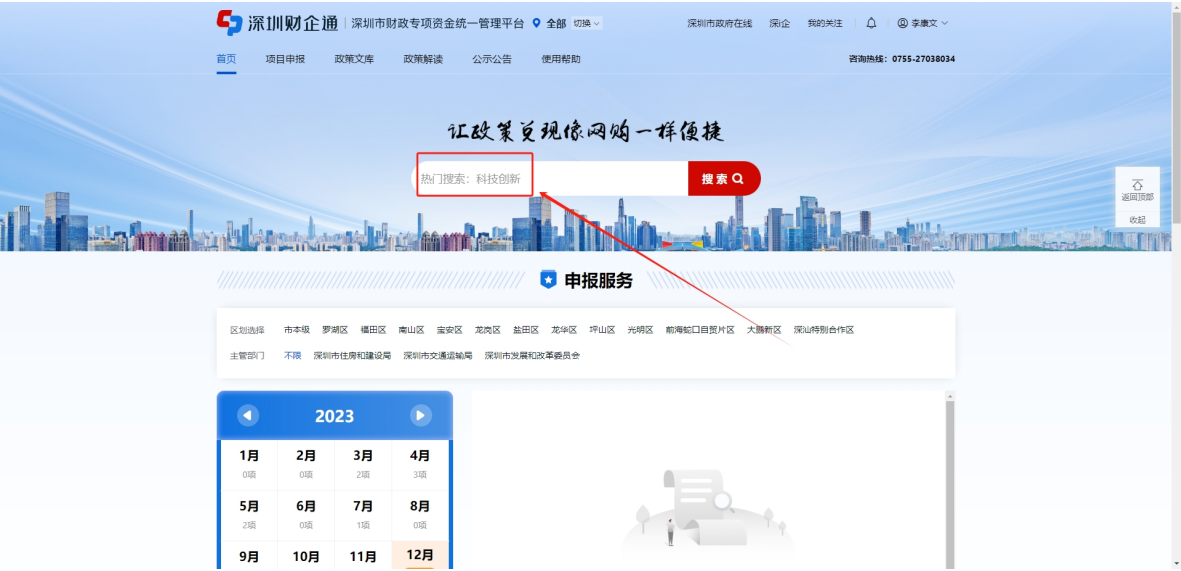 深圳财企通 深圳市财政专项资金统一管理平台 全部 切换 深圳市政府在线 深i企 我的关注 李康文
首页 项目申报 政策文库 政策解读 公示公告 使用帮助 咨询热线：0755-27038034
让政策兑现像网购一样便捷
热门搜索：科技创新 搜索
返回顶部
收起
申报服务
区划选择 市本级 罗湖区 福田区 南山区 宝安区 龙岗区 盐田区 龙华区 坪山区 光明区 前海蛇口自贸片区 大鹏新区 深汕特别合作区
主管部门 不限 深圳市住房和建设局 深圳市交通运输局 深圳市发展和改革委员会
2023
1月 2月 3月 4月
0项 0项 2项 3项
5月 6月 7月 8月
2项 0项 1项 0项
9月 10月 11月 12月